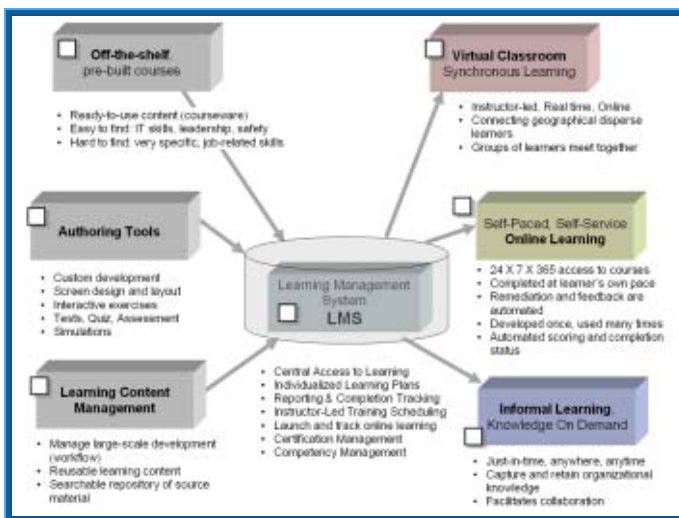 Off-the-shelf,
pre-built courses
• Ready-to-use content (courseware)
• Easy to find: IT skills, leadership, safety
• Hard to find: very specific, job-related skills
Virtual Classroom
Synchronous Learning
• Instructor-led, Real time, Online
• Connecting geographical disperse
learners
• Groups of learners meet together
Authoring Tools
• Custom development
• Screen design and layout
• Interactive exercises
• Tests, Quiz, Assessment
• Simulations
Learning Management
System
LMS
• Central Access to Learning
• Individualized Learning Plans
• Reporting & Completion Tracking
• Instructor-Led Training Scheduling
• Launch and track online learning
• Certification Management
• Competency Management
Self-Paced, Self-Service
Online Learning
• 24 X 7 X 365 access to courses
• Completed at learner's own pace
• Remediation and feedback are
automated
• Developed once, used many times
• Automated scoring and completion
status
Learning Content
Management
• Manage large-scale development
(workflow)
• Reusable learning content
• Searchable repository of source
material
Informal Learning,
Knowledge On Demand
• Just-in-time, anywhere, anytime
• Capture and retain organizational
knowledge
• Facilitates collaboration